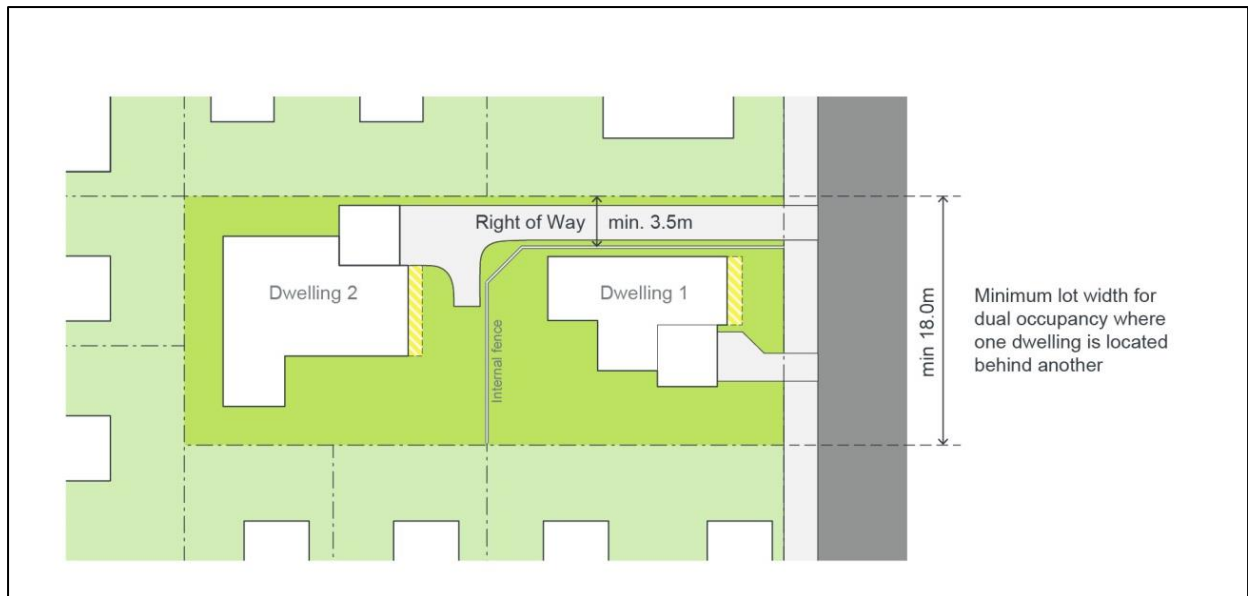 Right of Way
min. 3.5m
Dwelling 2
Dwelling 1
Internal fence
min 18.0m
Minimum lot width for
dual occupancy where
one dwelling is located
behind another